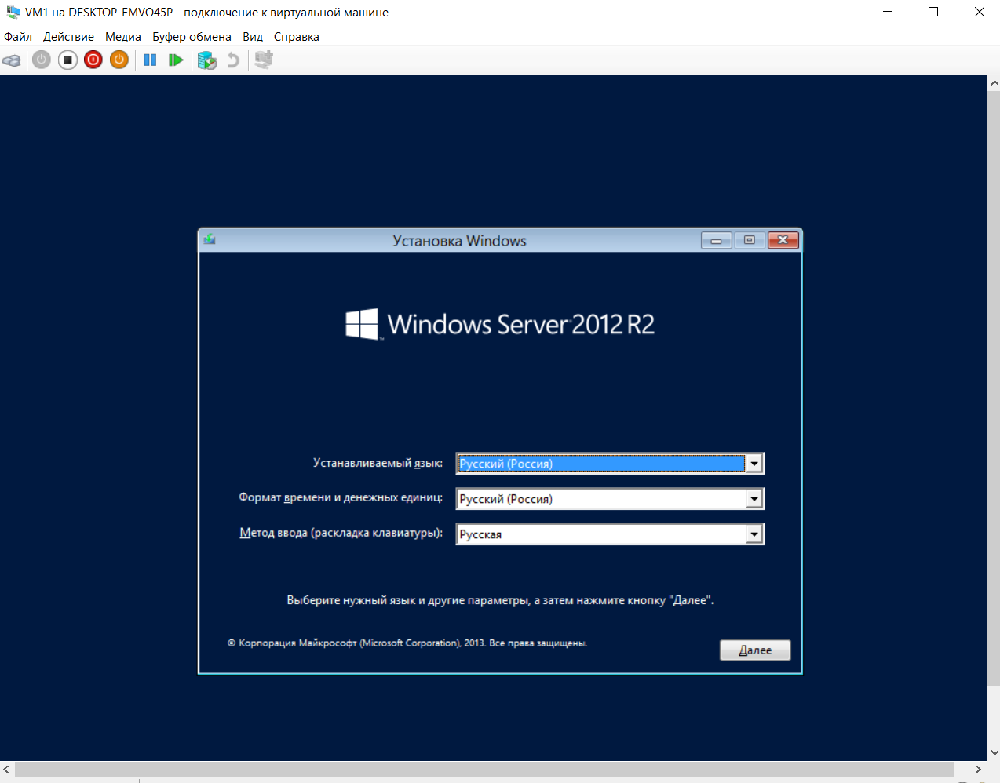 VM1 на DESKTOP-EMVO45P - подключение к виртуальной машине
Файл Действие Медиа Буфер обмена Вид Справка
Установка Windows
Windows Server 2012 R2
Устанавливаемый язык: Русский (Россия)
Формат времени и денежных единиц: Русский (Россия)
Метод ввода (раскладка клавиатуры): Русская
Выберите нужный язык и другие параметры, а затем нажмите кнопку "Далее".
© Корпорация Майкрософт (Microsoft Corporation), 2013. Все права защищены.
Далее